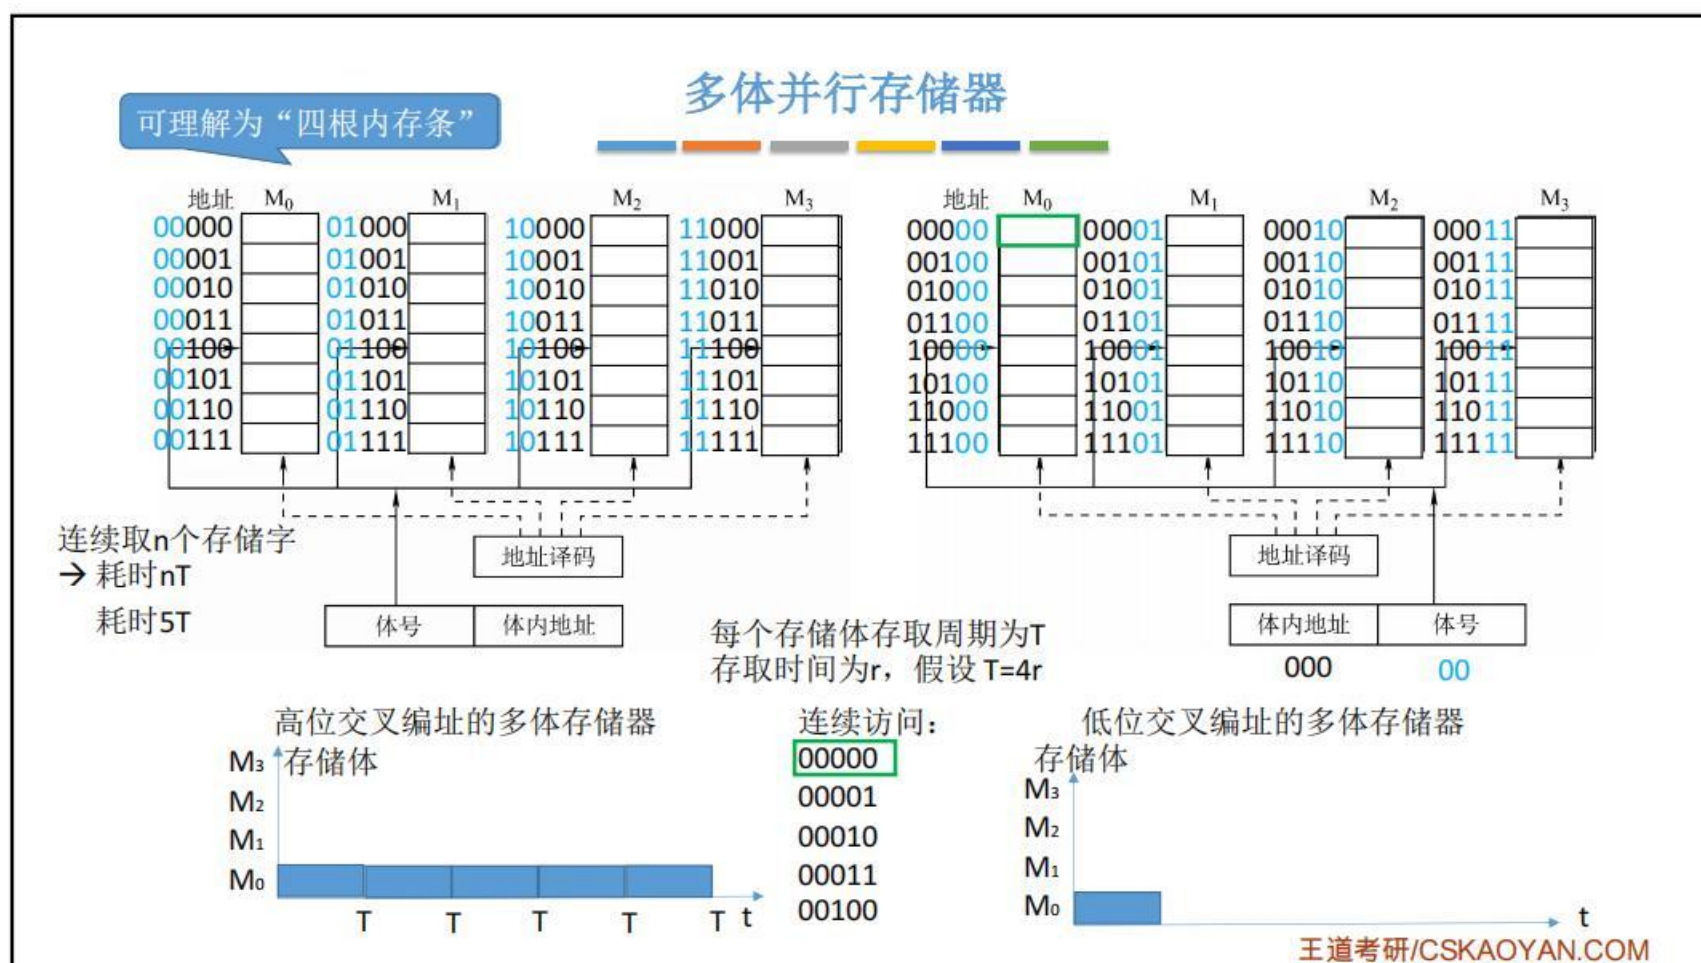 多体并行存储器
可理解为“四根内存条”
地址 M₀ M₁ M₂ M₃
00000 01000 10000 11000
00001 01001 10001 11001
00010 01010 10010 11010
00011 01011 10011 11011
00100 01100 10100 11100
00101 01101 10101 11101
00110 01110 10110 11110
00111 01111 10111 11111
地址译码
体号 体内地址
连续取n个存储字
→ 耗时nT
耗时5T
地址 M₀ M₁ M₂ M₃
00000 00001 00010 00011
00100 00101 00110 00111
01000 01001 01010 01011
01100 01101 01110 01111
10000 10001 10010 10011
10100 10101 10110 10111
11000 11001 11010 11011
11100 11101 11110 11111
地址译码
体内地址 体号
000 00
每个存储体存取周期为T
存取时间为r，假设 T=4r
高位交叉编址的多体存储器
存储体
M₃
M₂
M₁
M₀
T T T T T t
连续访问：
00000
00001
00010
00011
00100
低位交叉编址的多体存储器
存储体
M₃
M₂
M₁
M₀
t
王道考研/CSKAOYAN.COM